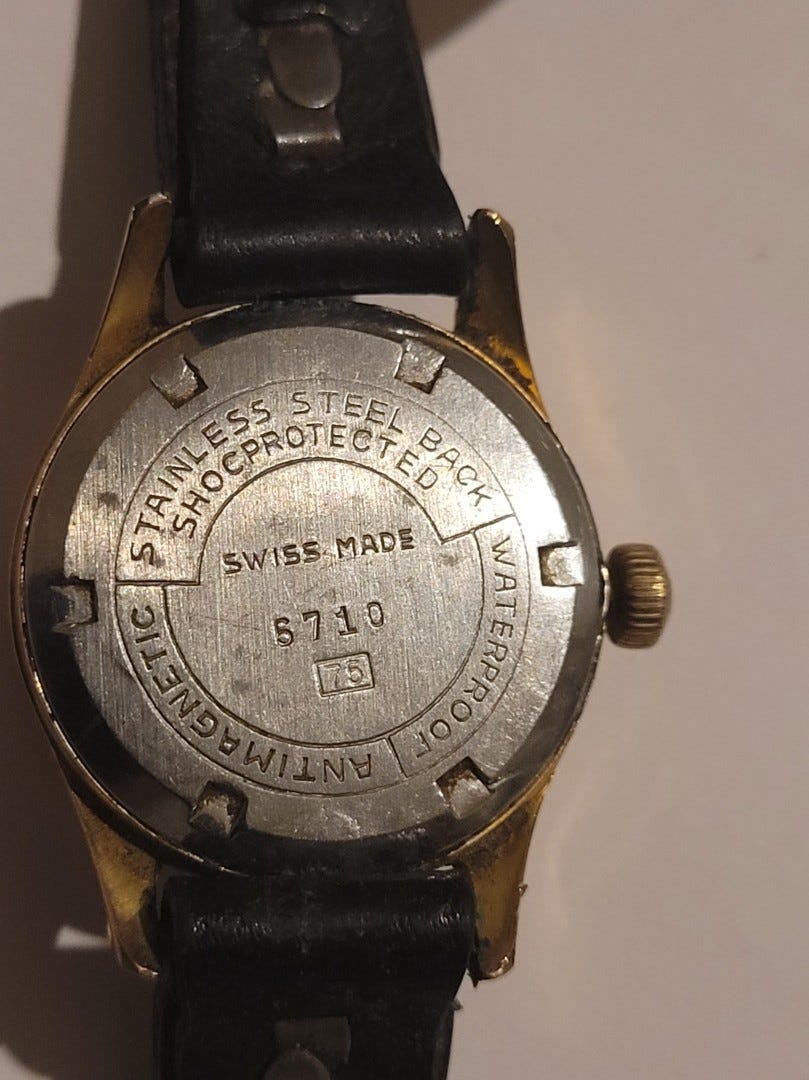 STAINLESS STEEL BACK
SHOCPROTECTED
WATERPROOF
ANTIMAGNETIC
SWISS MADE
6710
75